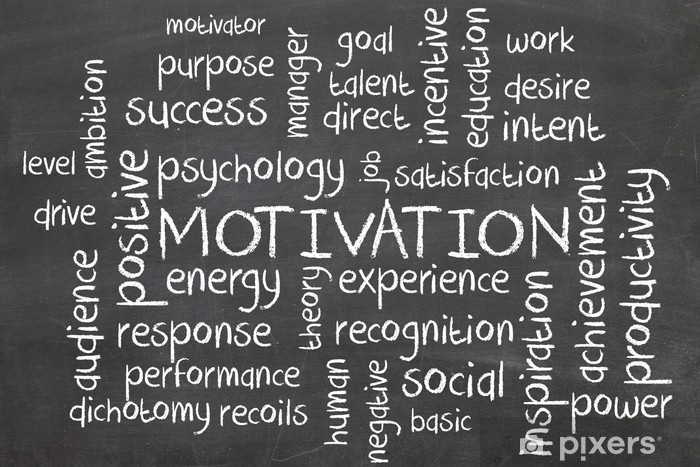 motivator
purpose
success
ambition
manager
goal
talent
direct
incentive
education
work
desire
intent
level
drive
positive
psychology
job
satisfaction
MOTIVATION
energy
experience
theory
audience
response
recognition
performance
dichotomy recoils
human
negative
social
basic
inspiration
achievement
productivity
power
pixers